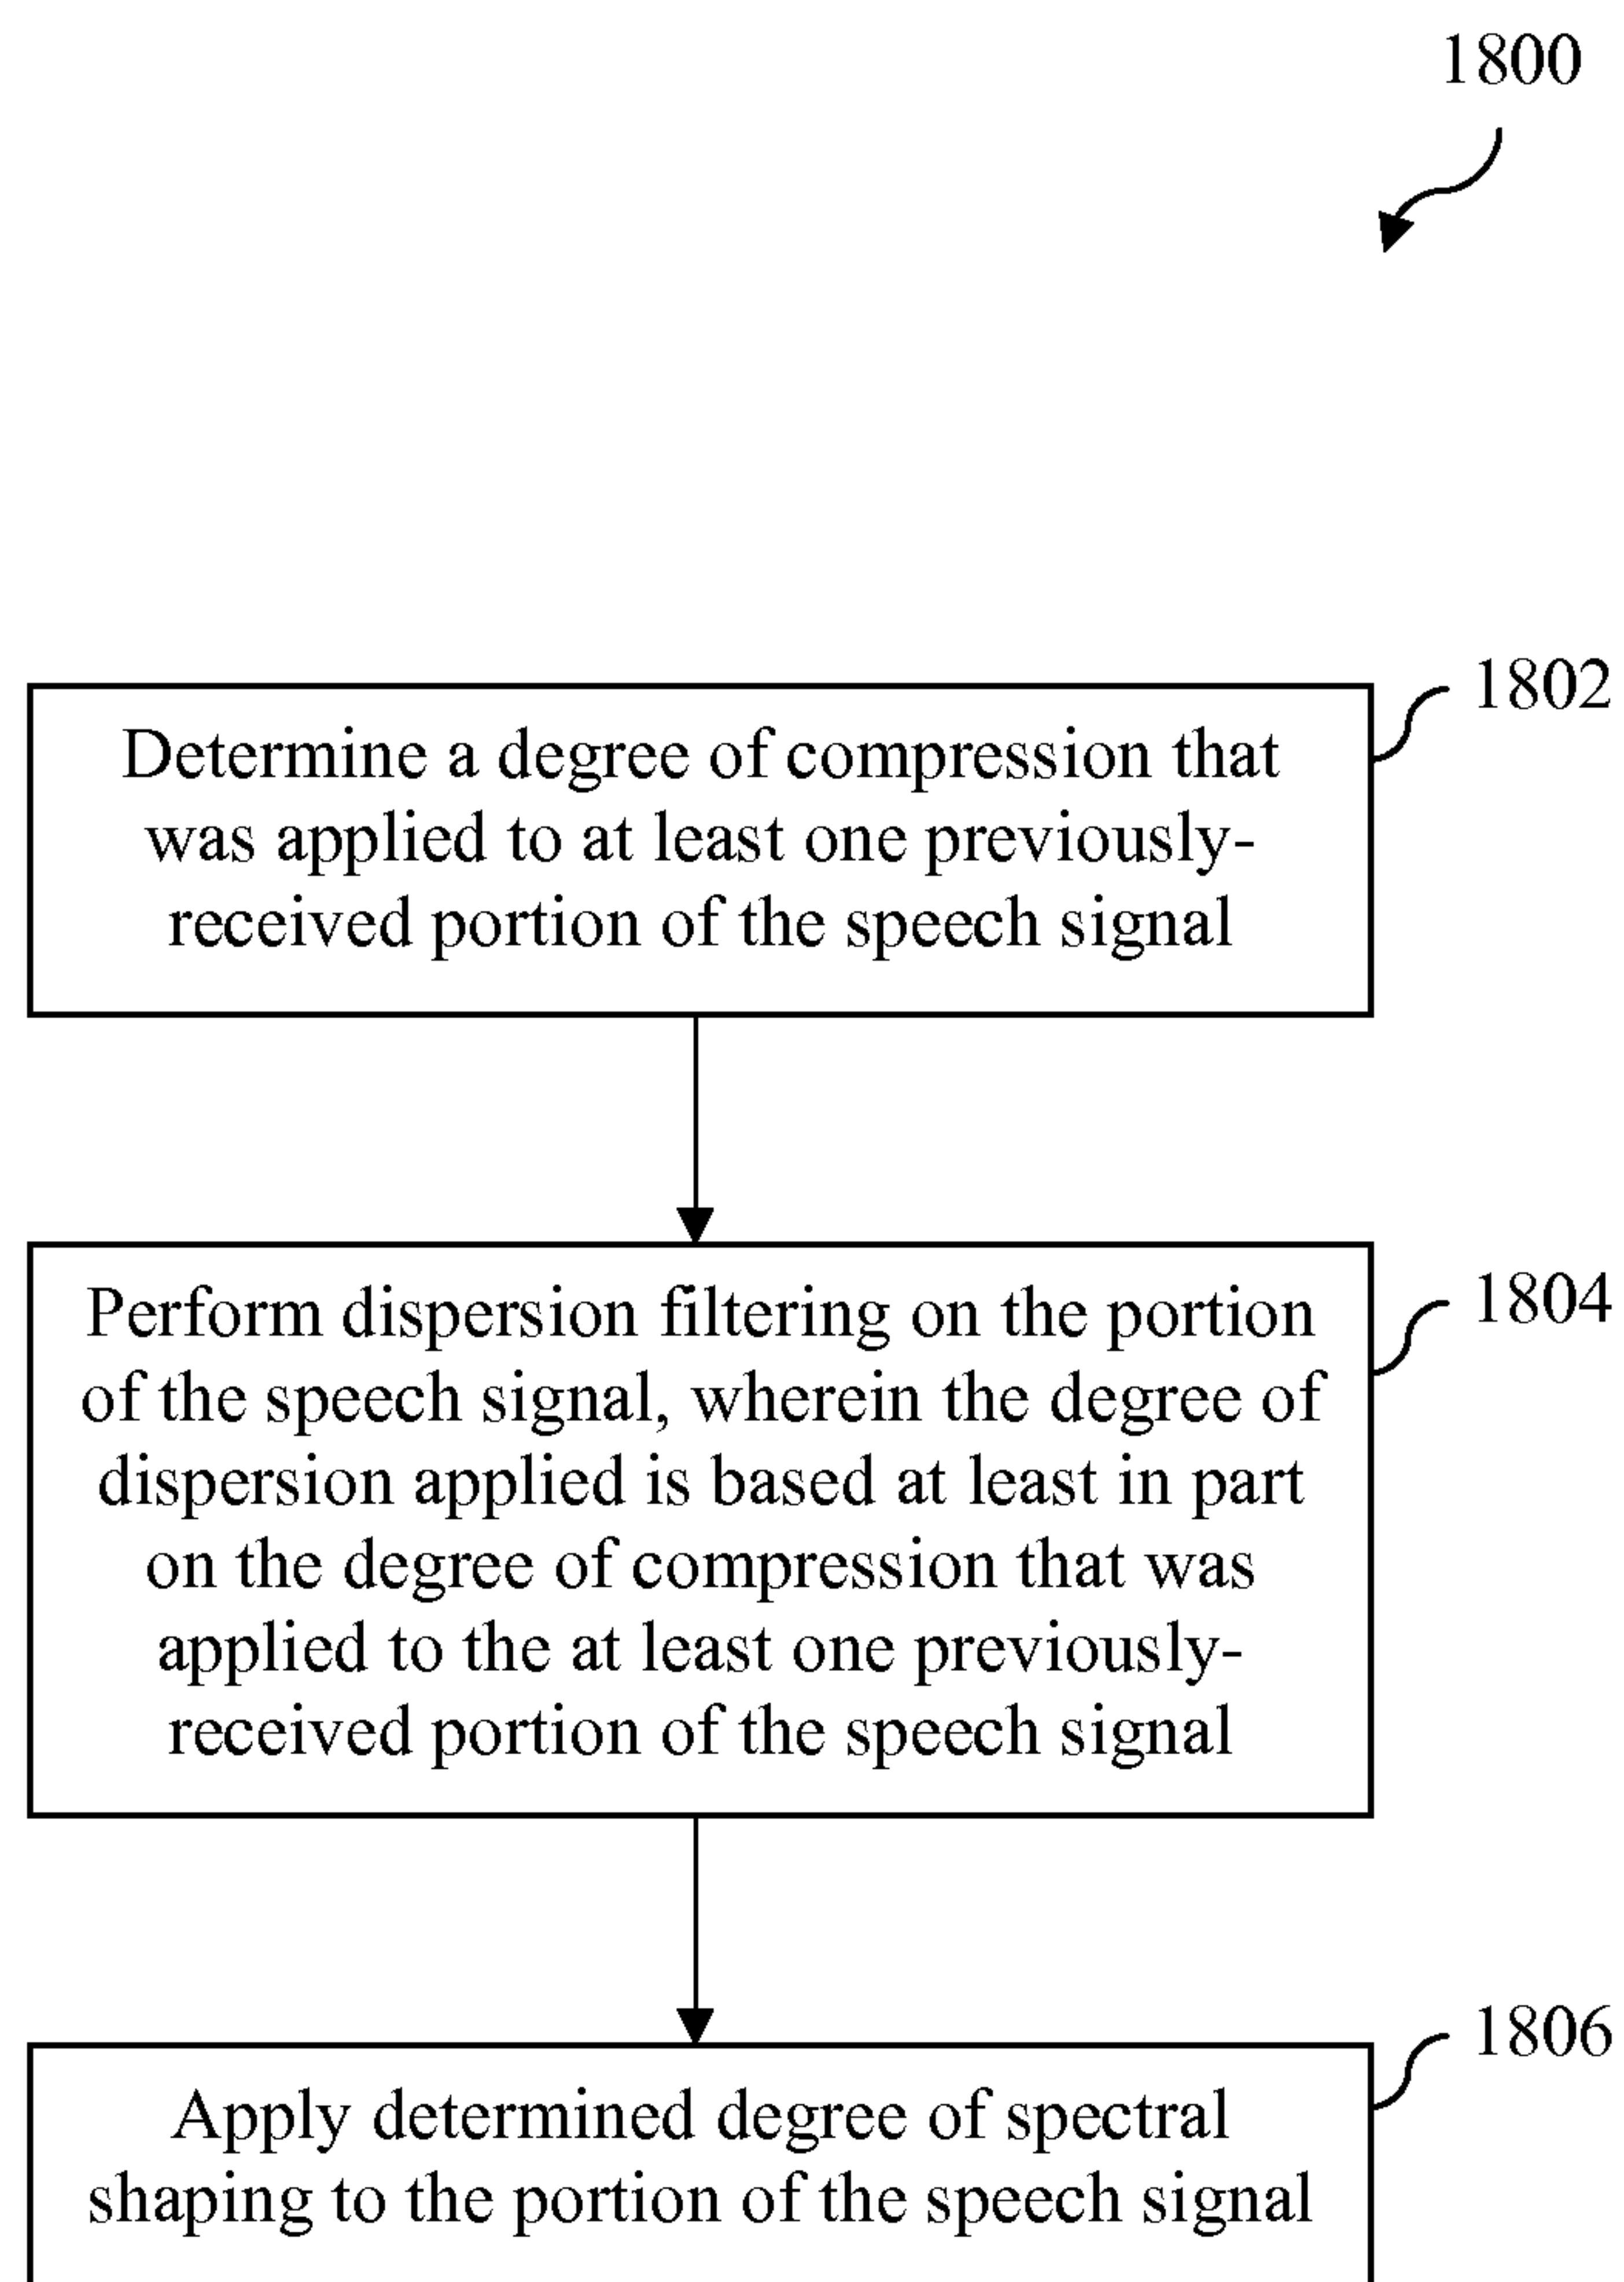 1800
1802
Determine a degree of compression that
was applied to at least one previously-
received portion of the speech signal
1804
Perform dispersion filtering on the portion
of the speech signal, wherein the degree of
dispersion applied is based at least in part
on the degree of compression that was
applied to the at least one previously-
received portion of the speech signal
1806
Apply determined degree of spectral
shaping to the portion of the speech signal